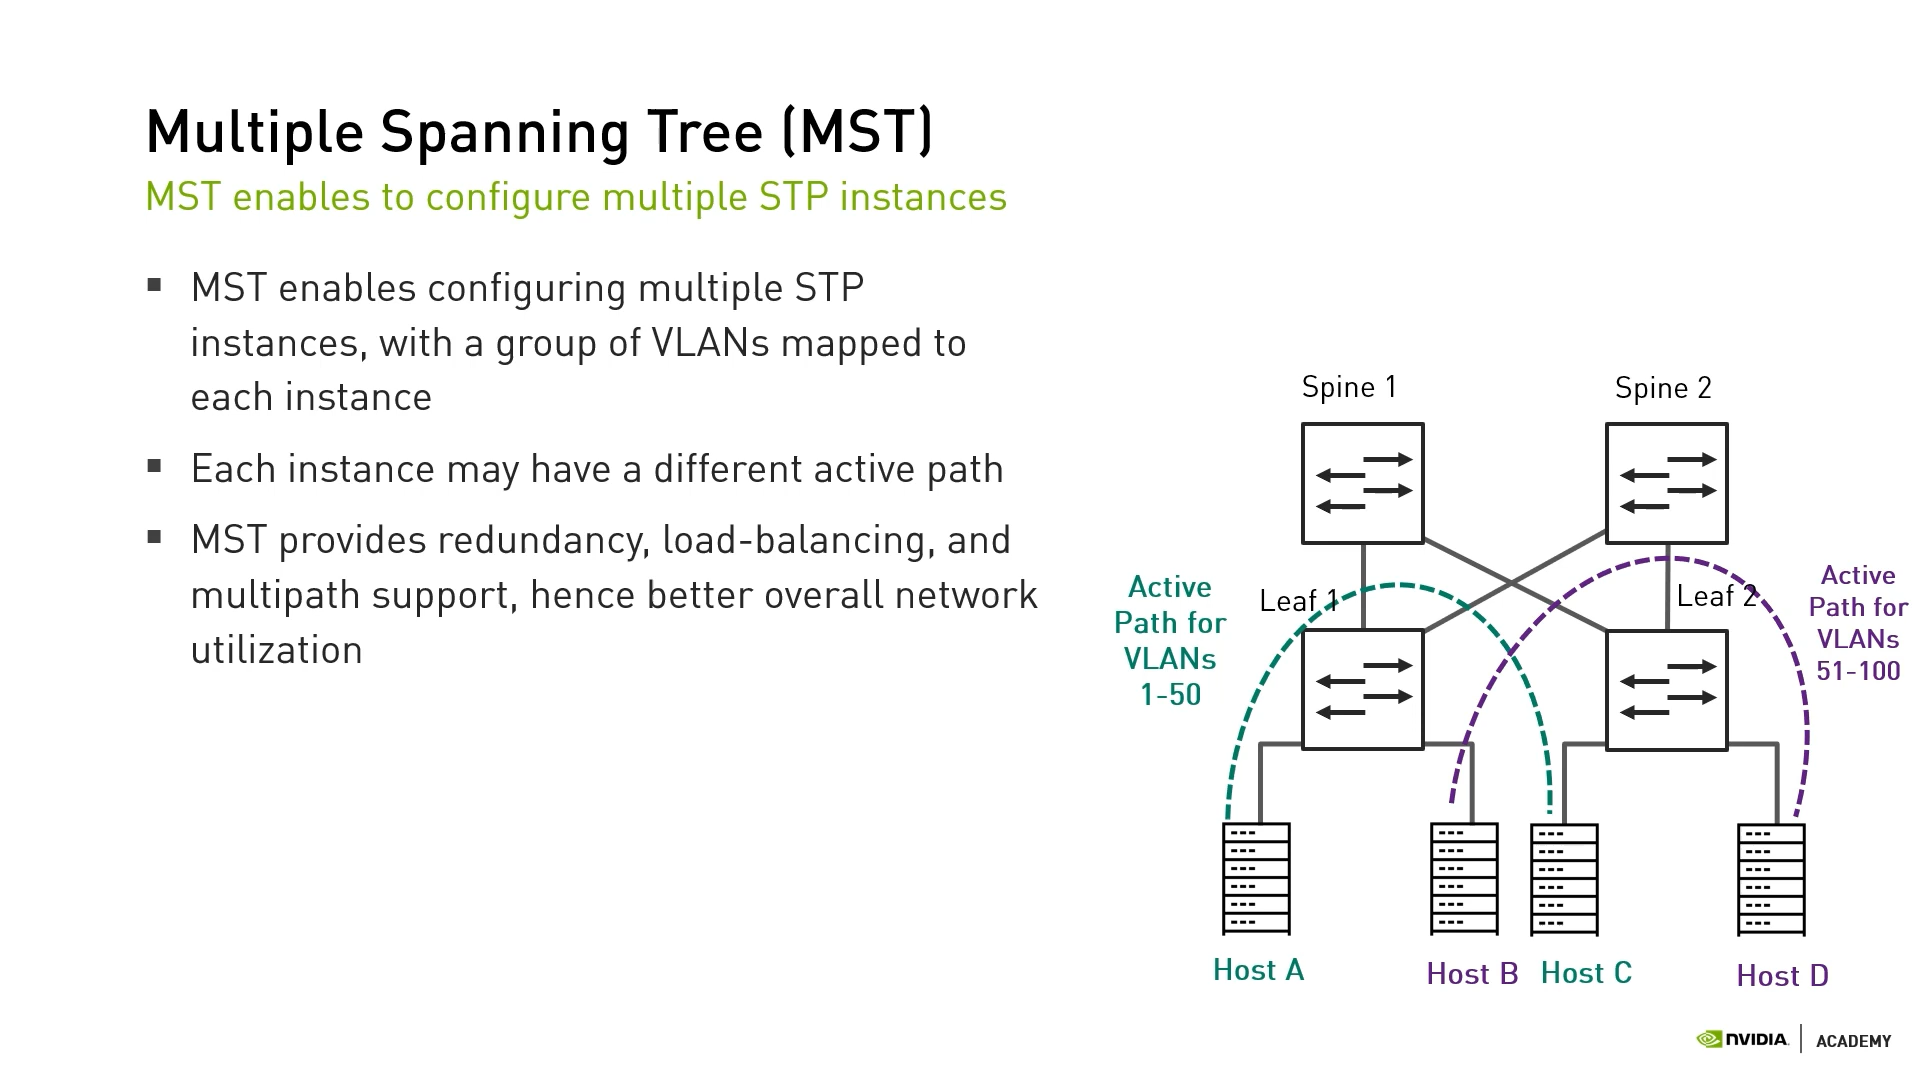 Multiple Spanning Tree (MST)
MST enables to configure multiple STP instances
▪ MST enables configuring multiple STP
instances, with a group of VLANs mapped to
each instance
▪ Each instance may have a different active path
▪ MST provides redundancy, load-balancing, and
multipath support, hence better overall network
utilization
Spine 1
Spine 2
Active
Path for
VLANs
1-50
Leaf 1
Leaf 2
Active
Path for
VLANs
51-100
Host A
Host B
Host C
Host D
NVIDIA. | ACADEMY